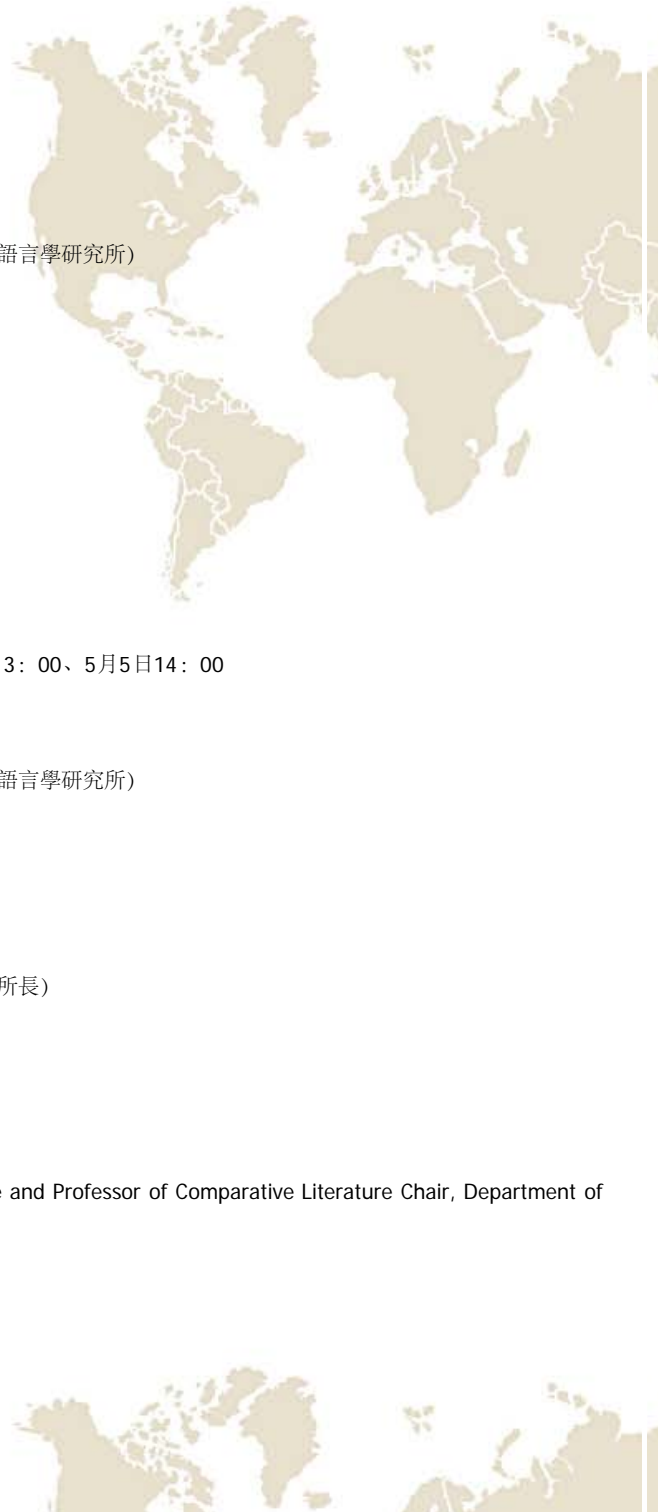 語言學研究所)
3：00、5月5日14：00
語言學研究所)
所長)
e and Professor of Comparative Literature Chair, Department of